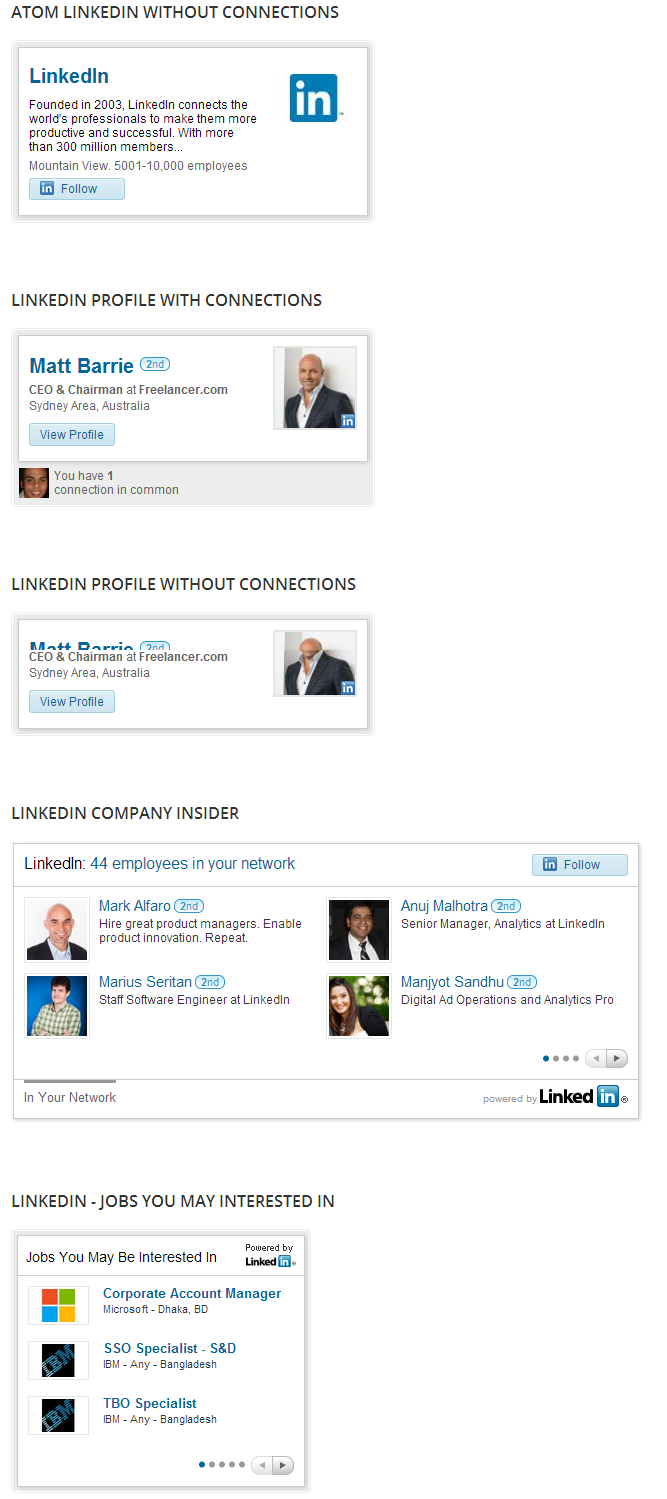 ATOM LINKEDIN WITHOUT CONNECTIONS
LinkedIn
in
Founded in 2003, LinkedIn connects the
world's professionals to make them more
productive and successful. With more
than 300 million members...
Mountain View. 5001-10,000 employees
in Follow
LINKEDIN PROFILE WITH CONNECTIONS
Matt Barrie 2nd
CEO & Chairman at Freelancer.com
Sydney Area, Australia
in
View Profile
You have 1
connection in common
LINKEDIN PROFILE WITHOUT CONNECTIONS
Matt Barrie 2nd
CEO & Chairman at Freelancer.com
Sydney Area, Australia
in
View Profile
LINKEDIN COMPANY INSIDER
LinkedIn: 44 employees in your network
in Follow
Mark Alfaro 2nd
Hire great product managers. Enable
product innovation. Repeat.
Anuj Malhotra 2nd
Senior Manager, Analytics at LinkedIn
Marius Seritan 2nd
Staff Software Engineer at LinkedIn
Manjyot Sandhu 2nd
Digital Ad Operations and Analytics Pro
In Your Network
powered by Linked in ®
LINKEDIN - JOBS YOU MAY INTERESTED IN
Jobs You May Be Interested In
Powered by
Linked in ®
Corporate Account Manager
Microsoft - Dhaka, BD
IBM
SSO Specialist - S&D
IBM - Any - Bangladesh
IBM
TBO Specialist
IBM - Any - Bangladesh